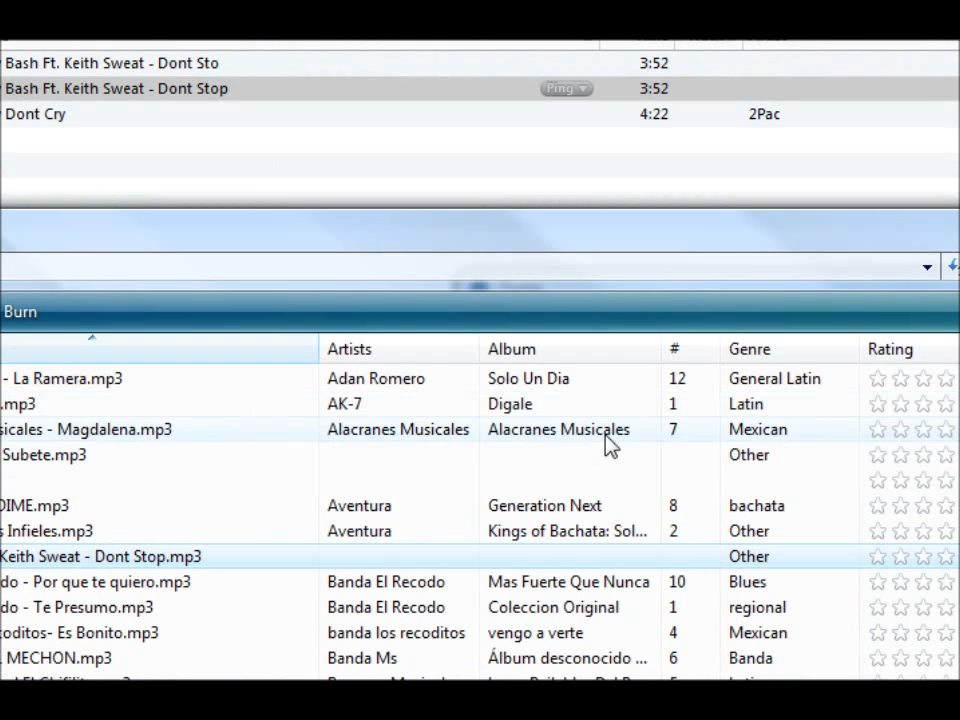 Bash Ft. Keith Sweat - Dont Sto 3:52
Bash Ft. Keith Sweat - Dont Stop Ping 3:52
Dont Cry 4:22 2Pac
Burn
Artists Album # Genre Rating
- La Ramera.mp3 Adan Romero Solo Un Dia 12 General Latin
.mp3 AK-7 Digale 1 Latin
sicales - Magdalena.mp3 Alacranes Musicales Alacranes Musicales 7 Mexican
Subete.mp3 Other
DIME.mp3 Aventura Generation Next 8 bachata
s Infieles.mp3 Aventura Kings of Bachata: Sol... 2 Other
Keith Sweat - Dont Stop.mp3 Other
do - Por que te quiero.mp3 Banda El Recodo Mas Fuerte Que Nunca 10 Blues
do - Te Presumo.mp3 Banda El Recodo Coleccion Original 1 regional
coditos- Es Bonito.mp3 banda los recoditos vengo a verte 4 Mexican
. MECHON.mp3 Banda Ms Álbum desconocido ... 6 Banda